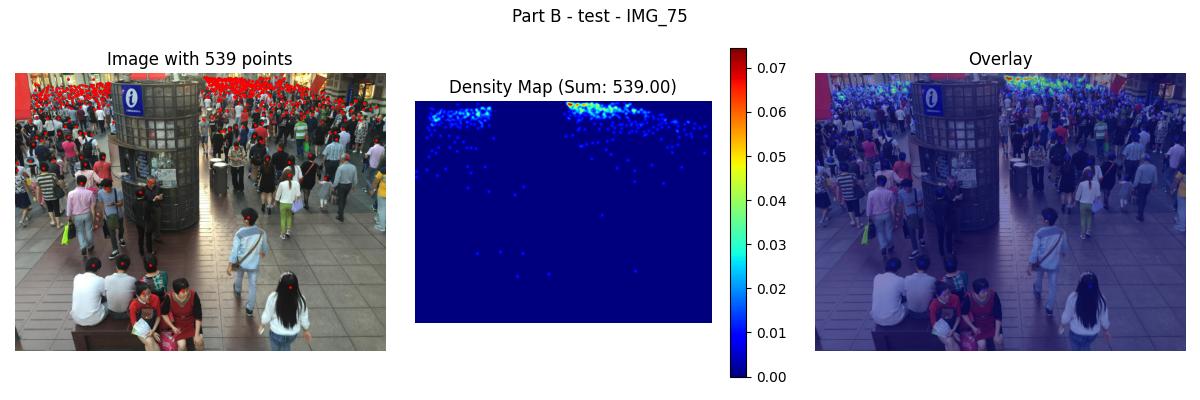 Part B - test - IMG_75
Image with 539 points
Density Map (Sum: 539.00)
Overlay
0.07
0.06
0.05
0.04
0.03
0.02
0.01
0.00
i
i